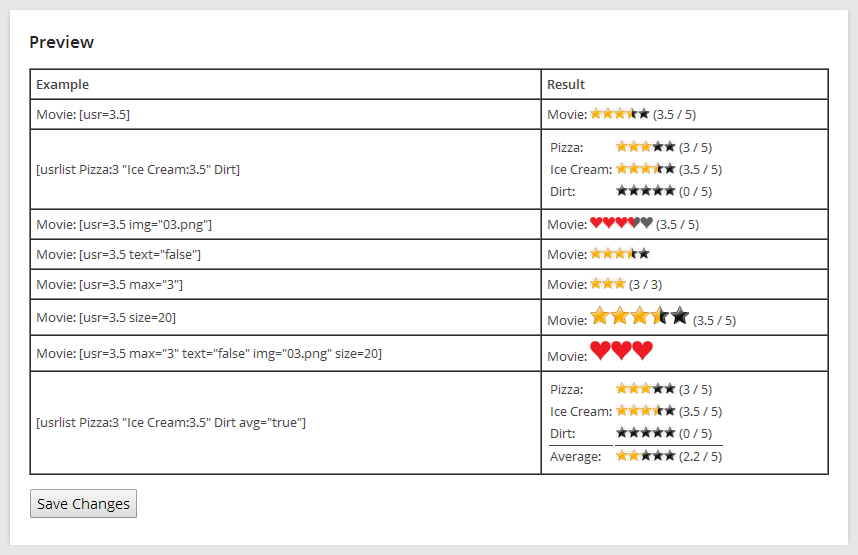 Preview
Example Result
Movie: [usr=3.5] Movie: (3.5 / 5)
[usrlist Pizza:3 "Ice Cream:3.5" Dirt]
Pizza: (3 / 5)
Ice Cream: (3.5 / 5)
Dirt: (0 / 5)
Movie: [usr=3.5 img="03.png"] Movie: (3.5 / 5)
Movie: [usr=3.5 text="false"] Movie:
Movie: [usr=3.5 max="3"] Movie: (3 / 3)
Movie: [usr=3.5 size=20] Movie: (3.5 / 5)
Movie: [usr=3.5 max="3" text="false" img="03.png" size=20] Movie:
[usrlist Pizza:3 "Ice Cream:3.5" Dirt avg="true"]
Pizza: (3 / 5)
Ice Cream: (3.5 / 5)
Dirt: (0 / 5)
Average: (2.2 / 5)
Save Changes